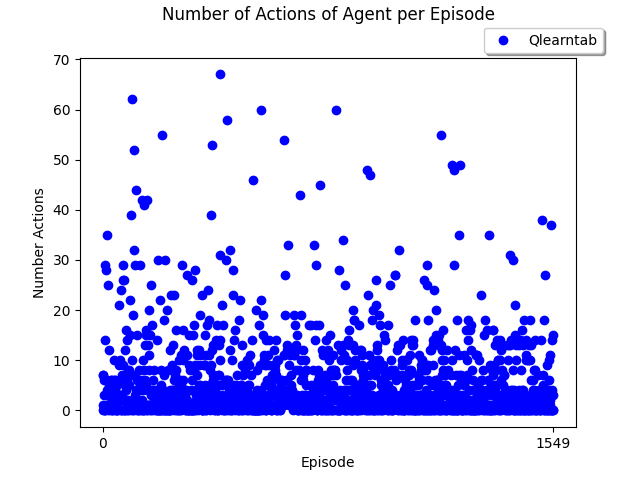 Number of Actions of Agent per Episode
Qlearntab
70
60
50
40
30
20
10
0
Number Actions
0 1549
Episode